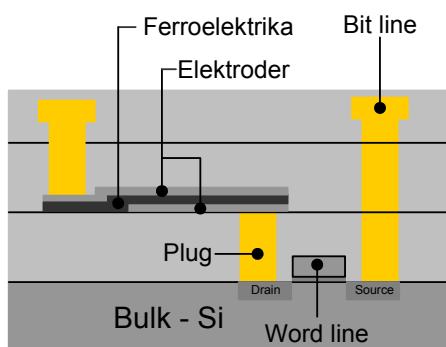 Ferroelektrika
Bit line
Elektroder
Plug
Drain
Source
Bulk - Si
Word line